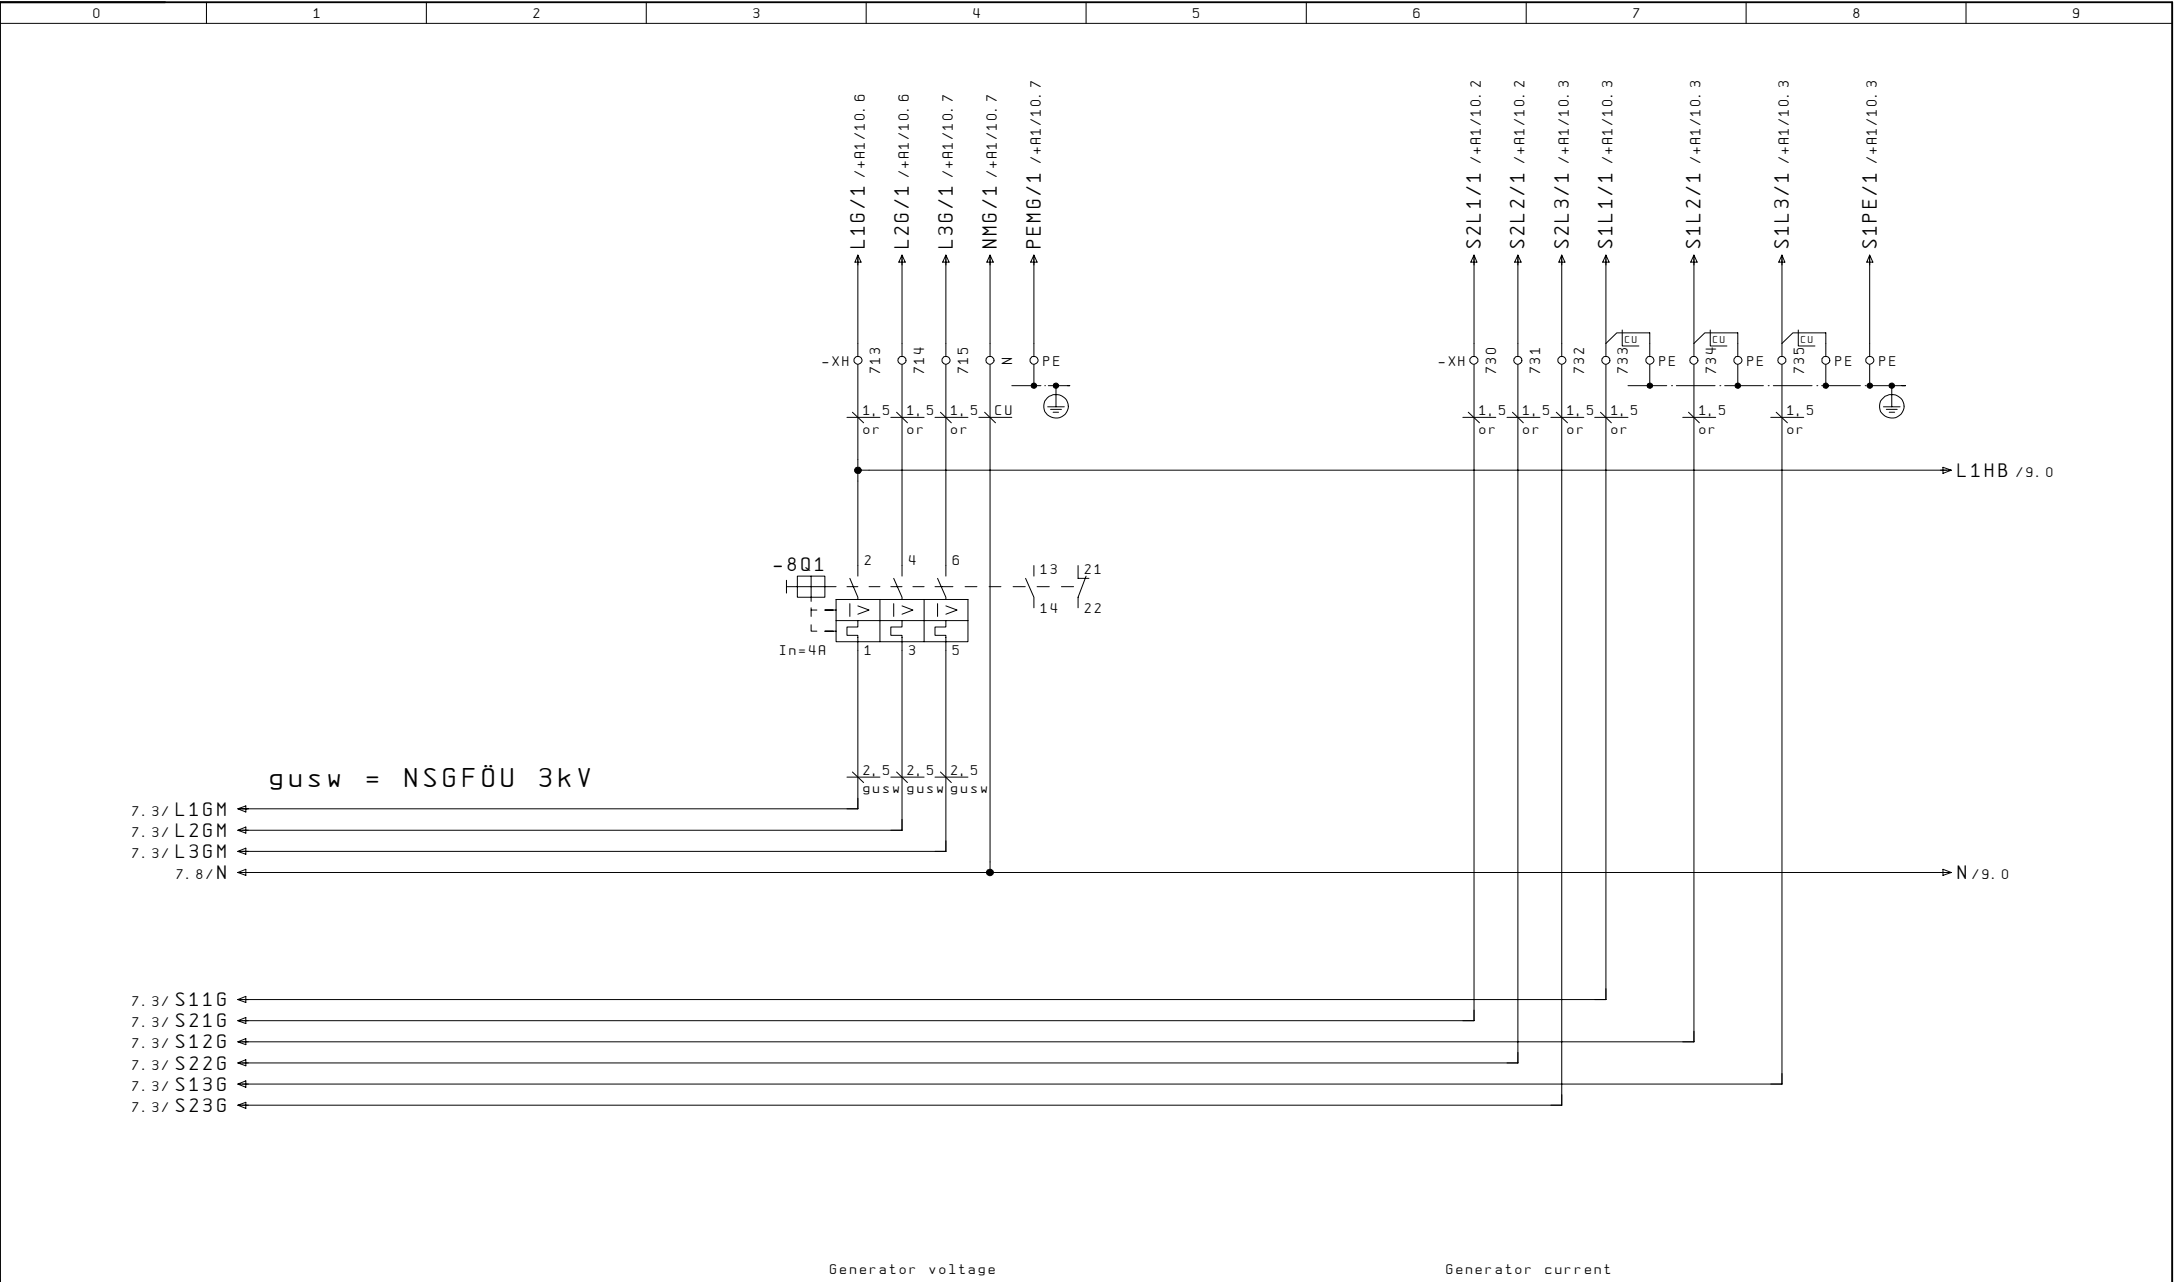 0 1 2 3 4 5 6 7 8 9
L1G/1 /+A1/10.6
L2G/1 /+A1/10.6
L3G/1 /+A1/10.7
NMG/1 /+A1/10.7
PEMG/1 /+A1/10.7
S2L1/1 /+A1/10.2
S2L2/1 /+A1/10.2
S2L3/1 /+A1/10.3
S1L1/1 /+A1/10.3
S1L2/1 /+A1/10.3
S1L3/1 /+A1/10.3
S1PE/1 /+A1/10.3
CU CU CU
-XH 713 714 715 N PE -XH 730 731 732 733 PE 734 PE 735 PE PE
1,5 1,5 1,5 CU 1,5 1,5 1,5 1,5 1,5 1,5
or or or or or or or or or
L1HB /9.0
-8Q1 2 4 6 13 21
I> I> I> 14 22
In=4A 1 3 5
gusw = NSGFÖU 3kV 2,5 2,5 2,5
gusw gusw gusw
7.3/L1GM
7.3/L2GM
7.3/L3GM
7.8/N N/9.0
7.3/S11G
7.3/S21G
7.3/S12G
7.3/S22G
7.3/S13G
7.3/S23G
Generator voltage Generator current